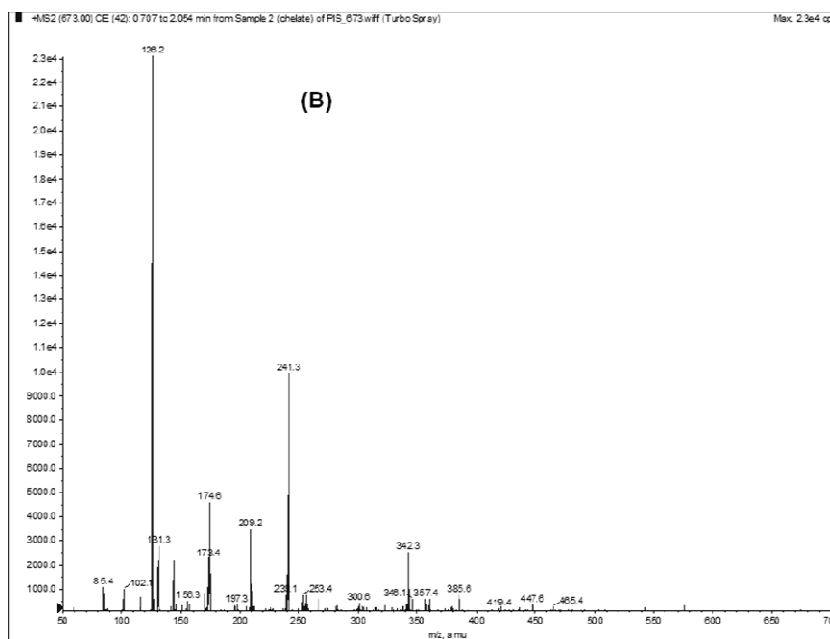 +MS2 (673.00) CE (42): 0.707 to 2.054 min from Sample 2 (chelate) of PIS_673.wiff (Turbo Spray)
Max. 2.3e4 cp
2.3e4
2.2e4
2.1e4
2.0e4
1.9e4
1.8e4
1.7e4
1.6e4
1.5e4
1.4e4
1.3e4
1.2e4
1.1e4
1.0e4
9000.0
8000.0
7000.0
6000.0
5000.0
4000.0
3000.0
2000.0
1000.0
(B)
126.2
241.3
174.6
209.2
131.3
173.4
342.3
102.1
156.3
197.3
239.1
253.4
300.6
357.4
385.6
419.4
447.6
465.4
50
100
150
200
250
300
350
400
450
500
550
600
650
700
m/z, amu